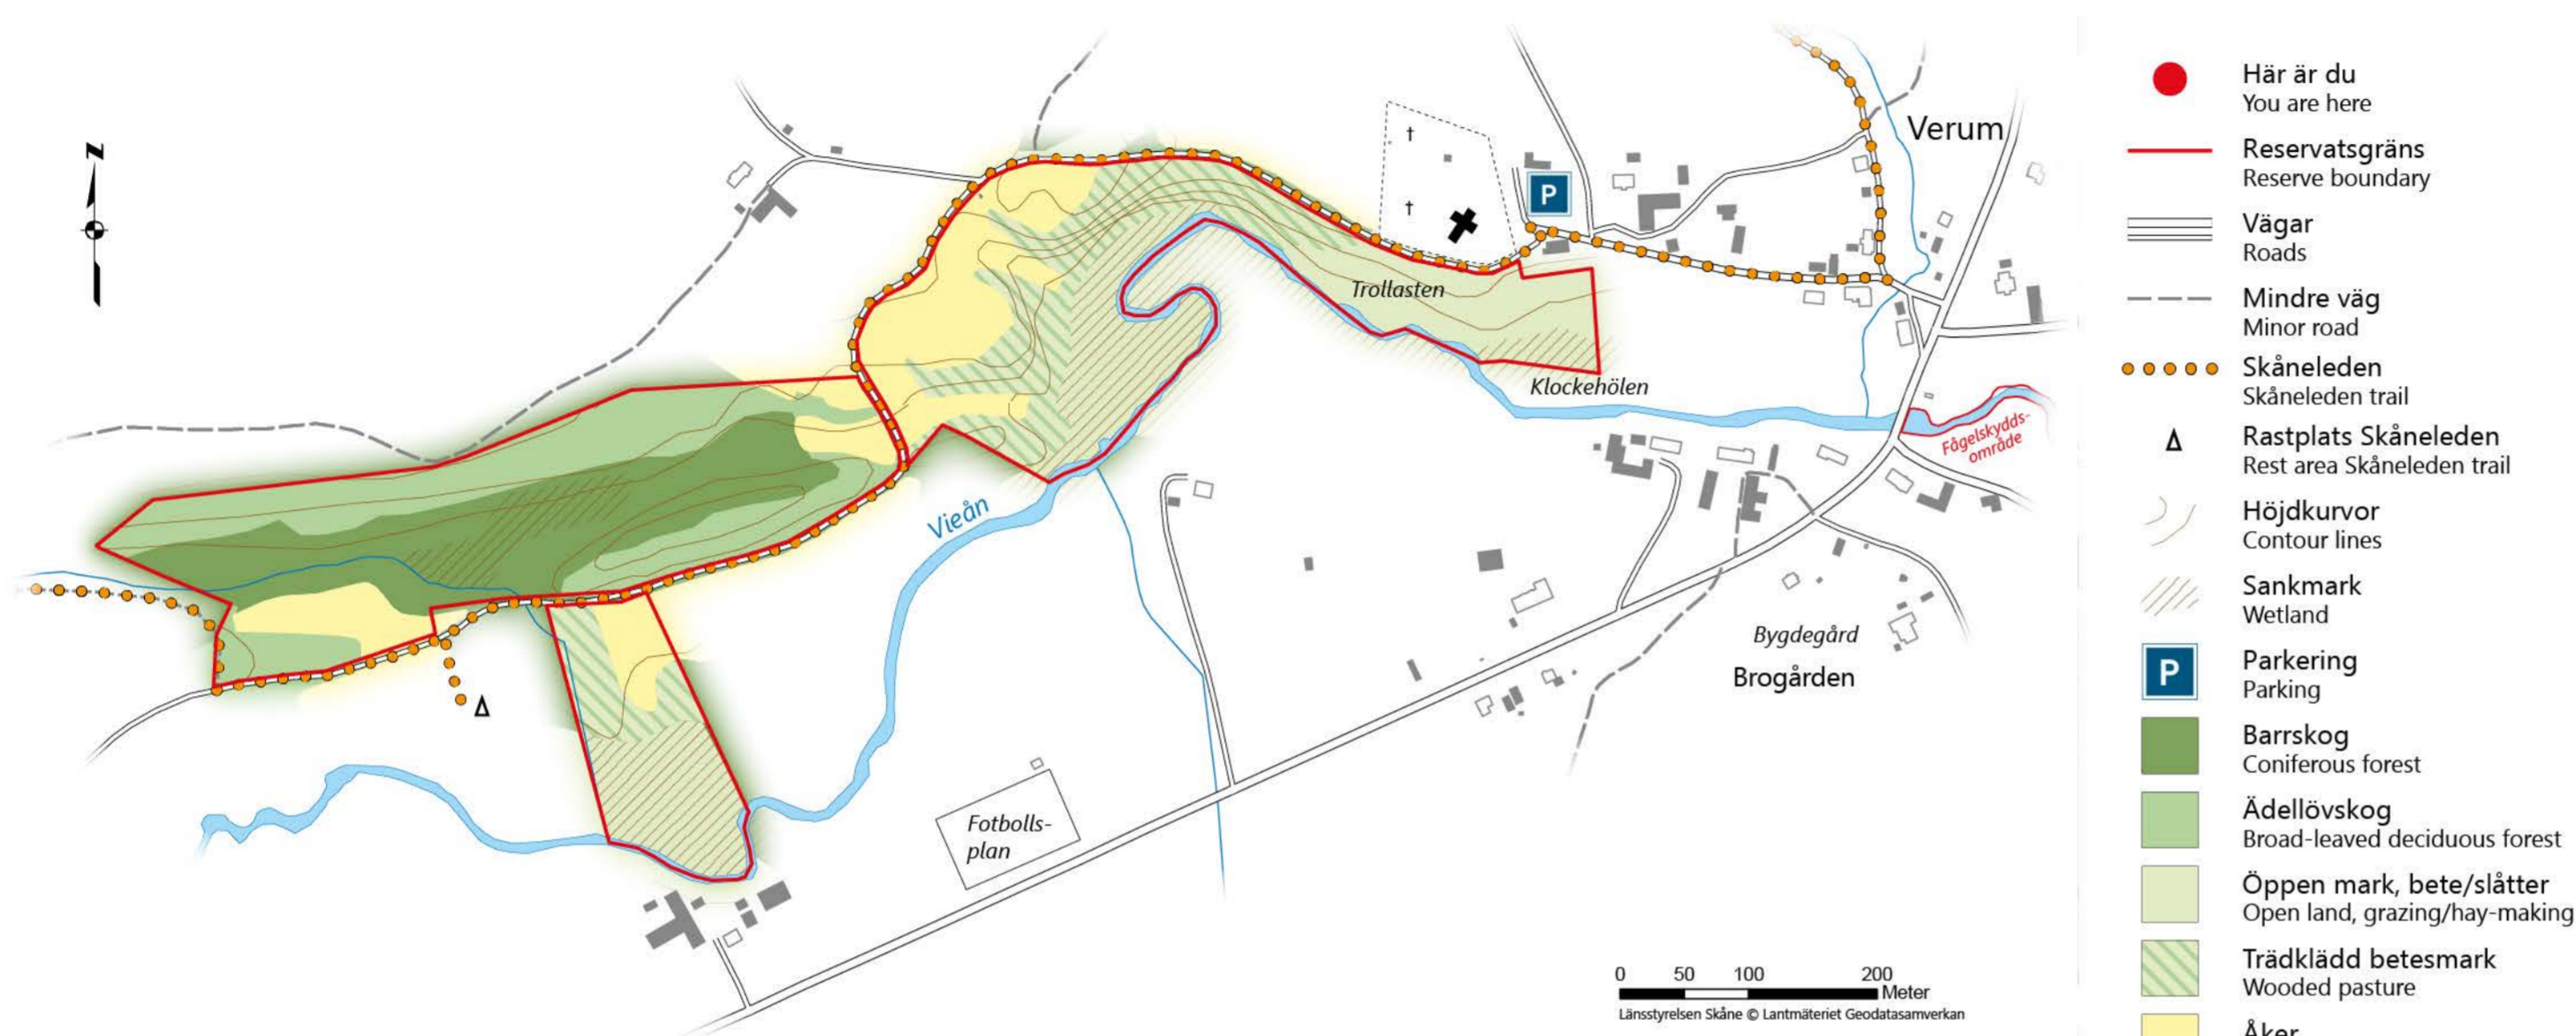 N
Verum
P
Trollasten
Klockehölen
Fågelskydds-
område
Vieån
Bygdegård
Brogården
Fotbolls-
plan
0 50 100 200
Meter
Länsstyrelsen Skåne © Lantmäteriet Geodatasamverkan
Här är du
You are here
Reservatsgräns
Reserve boundary
Vägar
Roads
Mindre väg
Minor road
Skåneleden
Skåneleden trail
Rastplats Skåneleden
Rest area Skåneleden trail
Höjdkurvor
Contour lines
Sankmark
Wetland
P
Parkering
Parking
Barrskog
Coniferous forest
Ädellövskog
Broad-leaved deciduous forest
Öppen mark, bete/slåtter
Open land, grazing/hay-making
Trädklädd betesmark
Wooded pasture
Åker